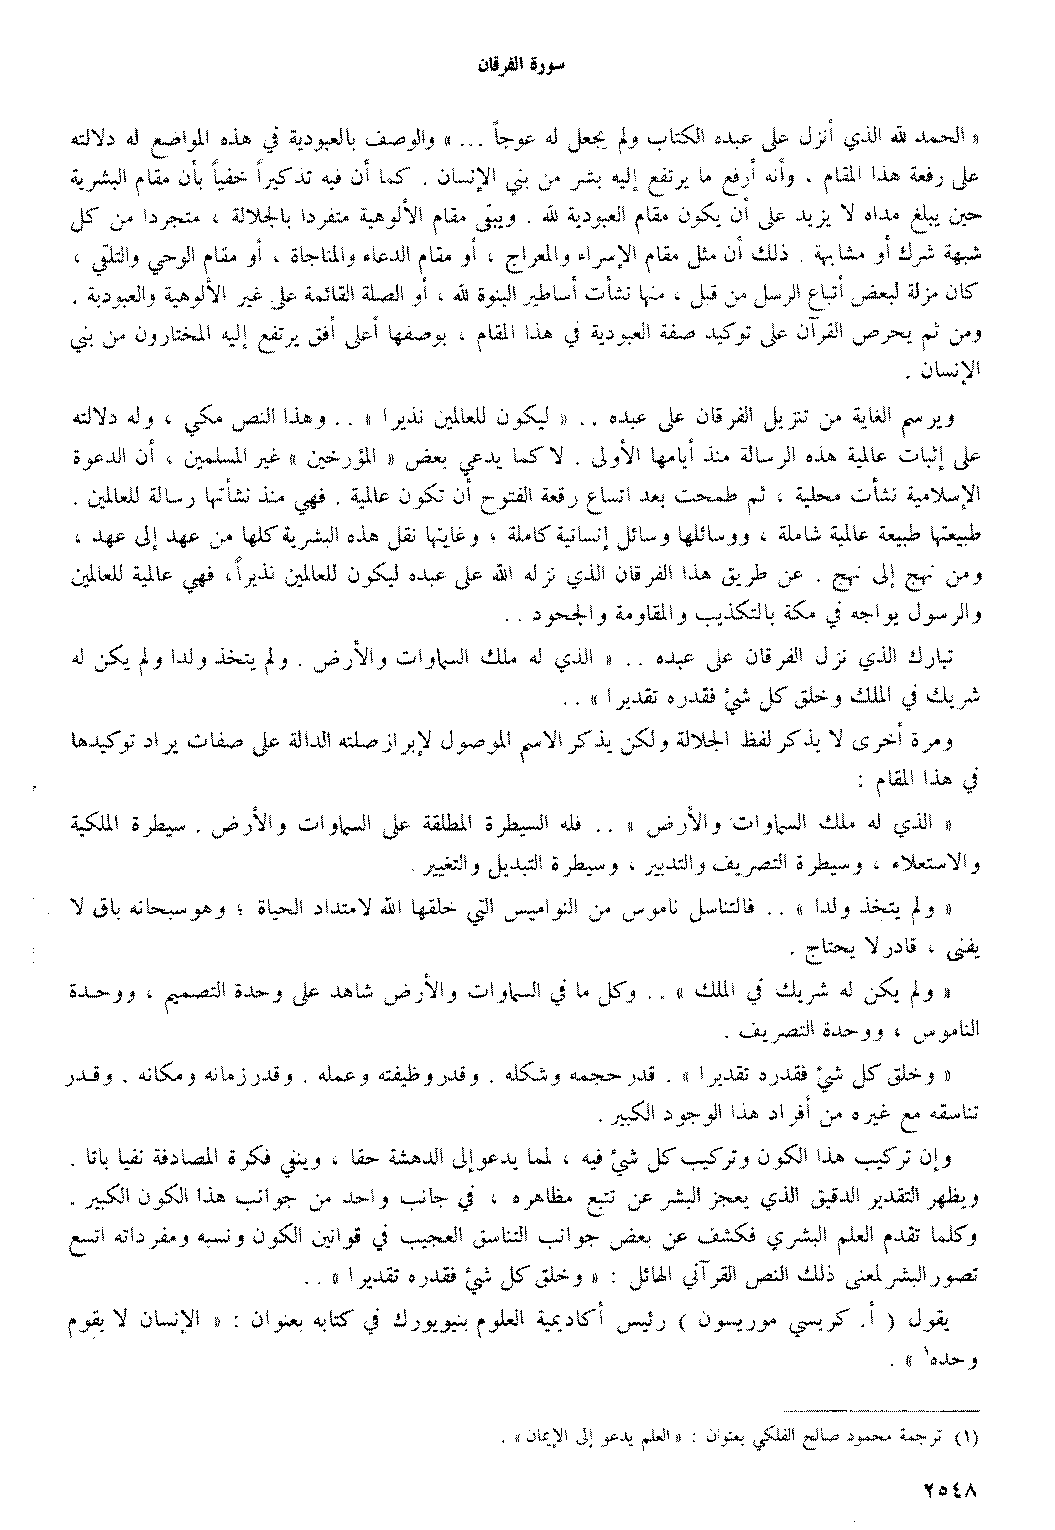 سورة الفرقان
« الحمد لله الذي أنزل على عبده الكتاب ولم يجعل له عوجاً ... » والوصف بالعبودية في هذه المواضع له دلالته
على رفعة هذا المقام ، وأنه أرفع ما يرتفع إليه بشر من بني الإنسان . كما أن فيه تذكيراً خفياً بأن مقام البشرية
حين يبلغ مداه لا يزيد على أن يكون مقام العبودية لله . ويبقى مقام الألوهية متفردا بالجلالة ، متجردا من كل
شبهة شرك أو مشابهة . ذلك أن مثل مقام الإسراء والمعراج ، أو مقام الدعاء والمناجاة ، أو مقام الوحي والتلقي ،
كان مزلة لبعض أتباع الرسل من قبل ، منها نشأت أساطير البنوة لله ، أو الصلة القائمة على غير الألوهية والعبودية .
ومن ثم يحرص القرآن على توكيد صفة العبودية في هذا المقام ، بوصفها أعلى أفق يرتفع إليه المختارون من بني
الإنسان .
ويرسم الغاية من تنزيل الفرقان على عبده .. « ليكون للعالمين نذيرا » .. وهذا النص مكي ، وله دلالته
على إثبات عالمية هذه الرسالة منذ أيامها الأولى . لا كما يدعي بعض « المؤرخين » غير المسلمين ، أن الدعوة
الإسلامية نشأت محلية ، ثم طمحت بعد اتساع رقعة الفتوح أن تكون عالمية . فهي منذ نشأتها رسالة للعالمين .
طبيعتها طبيعة عالمية شاملة ، ووسائلها وسائل إنسانية كاملة ؛ وغايتها نقل هذه البشرية كلها من عهد إلى عهد ،
ومن نهج إلى نهج . عن طريق هذا الفرقان الذي نزله الله على عبده ليكون للعالمين نذيراً، فهي عالمية للعالمين
والرسول يواجه في مكة بالتكذيب والمقاومة والجحود ..
تبارك الذي نزل الفرقان على عبده .. « الذي له ملك السماوات والأرض . ولم يتخذ ولدا ولم يكن له
شريك في الملك وخلق كل شيْ فقدره تقديرا » ..
ومرة أخرى لا يذكر لفظ الجلالة ولكن يذكر الاسم الموصول لإبراز صلته الدالة على صفات يراد توكيدها
في هذا المقام :
« الذي له ملك السماوات والأرض » .. فله السيطرة المطلقة على السماوات والأرض . سيطرة الملكية
والاستعلاء ، وسيطرة التصريف والتدبير ، وسيطرة التبديل والتغيير .
« ولم يتخذ ولدا » .. فالتناسل ناموس من النواميس التي خلقها الله لامتداد الحياة ؛ وهو سبحانه باق لا
يفنى ، قادر لا يحتاج .
« ولم يكن له شريك في الملك » .. وكل ما في السماوات والأرض شاهد على وحدة التصميم ، ووحدة
الناموس ، ووحدة التصريف .
« وخلق كل شيْ فقدره تقديرا » . قدر حجمه وشكله . وقدر وظيفته وعمله . وقدر زمانه ومكانه . وقدر
تناسقه مع غيره من أفراد هذا الوجود الكبير .
وإن تركيب هذا الكون وتركيب كل شيْ فيه ، لمما يدعو إلى الدهشة حقا ، وينفي فكرة المصادفة نفيا باتا .
ويظهر التقدير الدقيق الذي يعجز البشر عن تتبع مظاهره ، في جانب واحد من جوانب هذا الكون الكبير .
وكلما تقدم العلم البشري فكشف عن بعض جوانب التناسق العجيب في قوانين الكون ونسبه ومفرداته اتسع
تصور البشر لمعنى ذلك النص القرآني الهائل : « وخلق كل شيْ فقدره تقديرا » ..
يقول ( أ. كريسي موريسون ) رئيس أكاديمية العلوم بنيويورك في كتابه بعنوان : « الإنسان لا يقوم
وحده١ » .
(١) ترجمة محمود صالح الفلكي بعنوان : « العلم يدعو إلى الإيمان» .
٢٥٤٨